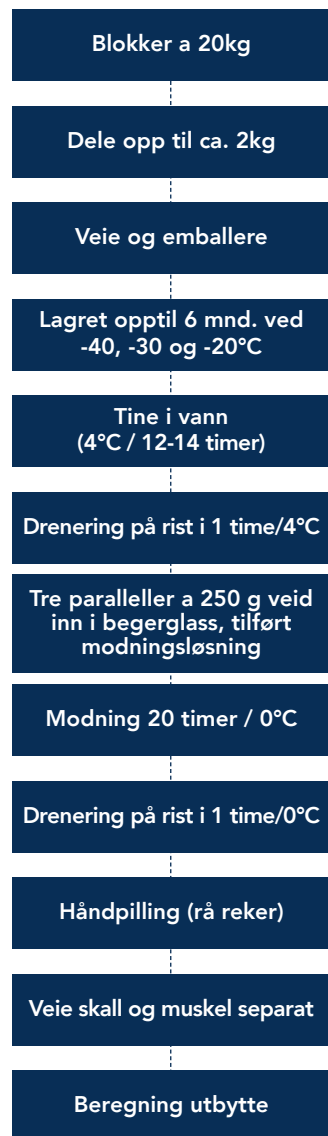 Blokker a 20kg
Dele opp til ca. 2kg
Veie og emballere
Lagret opptil 6 mnd. ved
-40, -30 og -20°C
Tine i vann
(4°C / 12-14 timer)
Drenering på rist i 1 time/4°C
Tre paralleller a 250 g veid
inn i begerglass, tilført
modningsløsning
Modning 20 timer / 0°C
Drenering på rist i 1 time/0°C
Håndpilling (rå reker)
Veie skall og muskel separat
Beregning utbytte